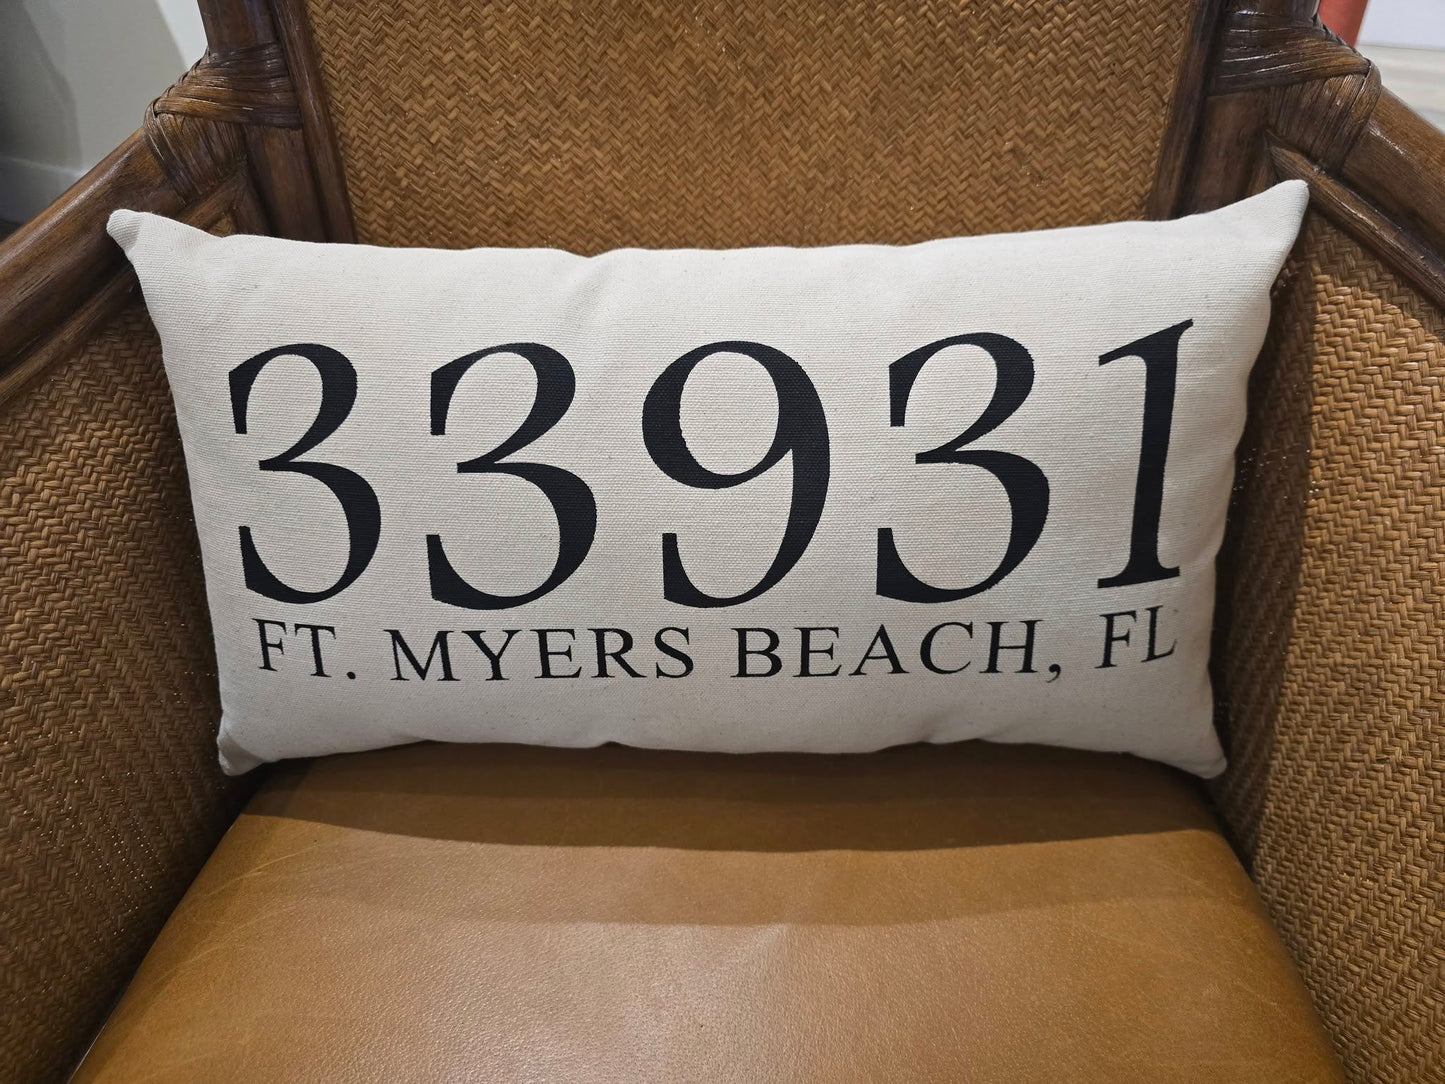 33931
FT. MYERS BEACH, FL